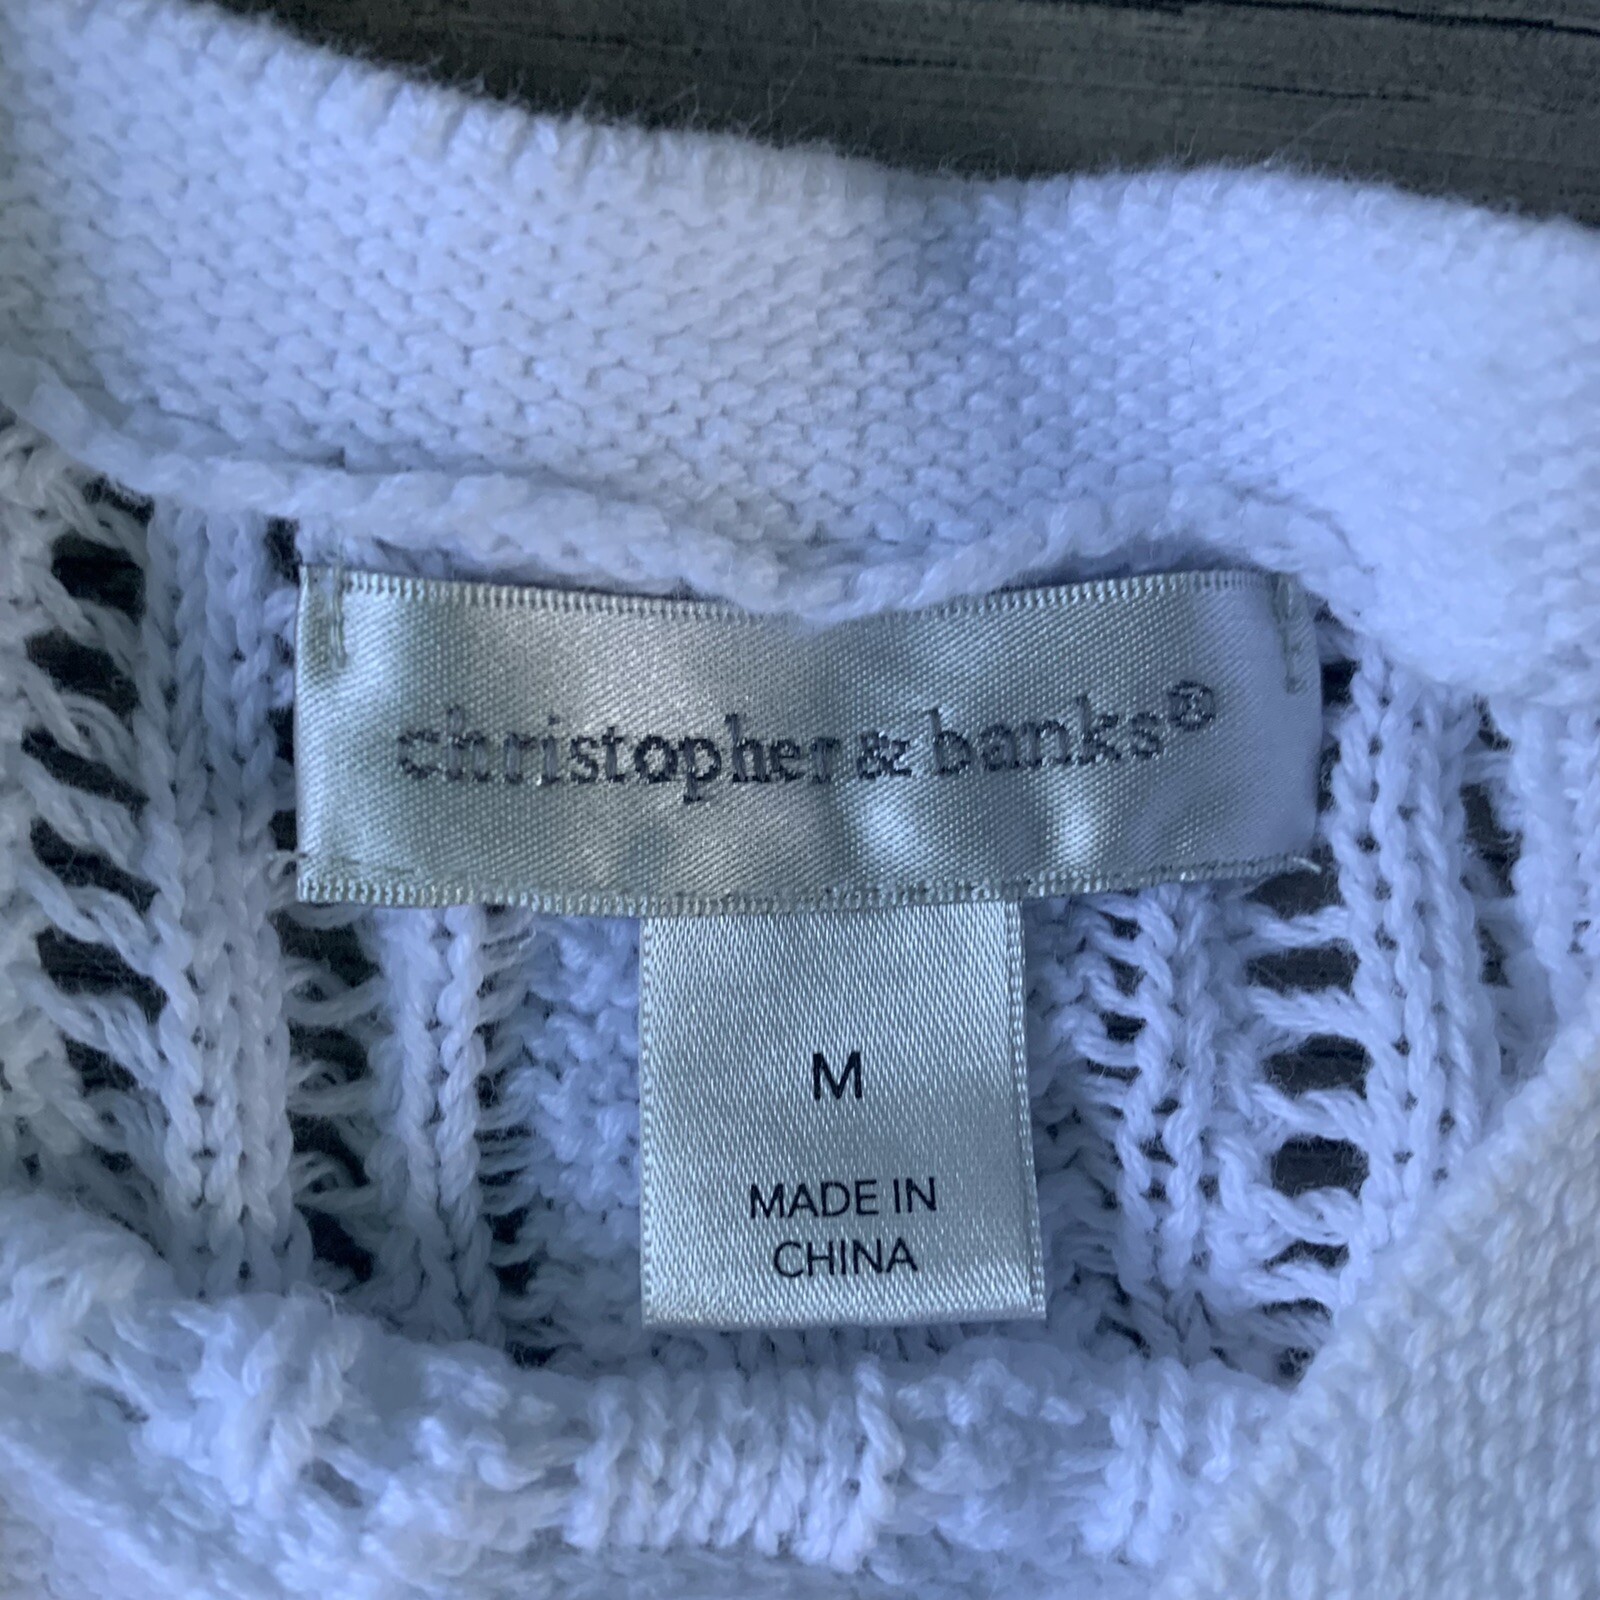 christopher & banks®
M
MADE IN
CHINA